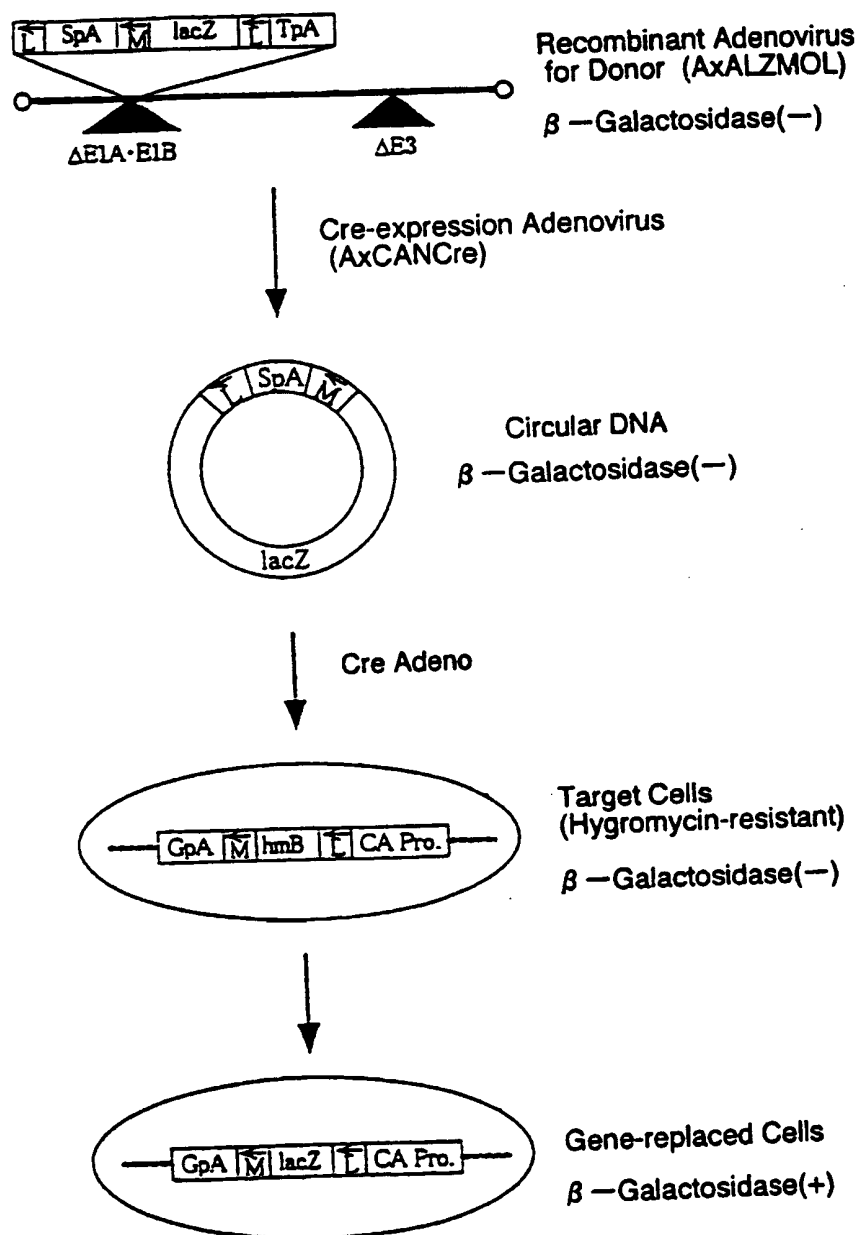 L SpA M lacZ L TpA
Recombinant Adenovirus
for Donor (AxALZMOL)
β—Galactosidase(—)
ΔE1A·E1B
ΔE3
Cre-expression Adenovirus
(AxCANCre)
L SpA M
Circular DNA
β—Galactosidase(—)
lacZ
Cre Adeno
Target Cells
(Hygromycin-resistant)
GpA M hmB L CA Pro.
β—Galactosidase(—)
Gene-replaced Cells
GpA M lacZ L CA Pro.
β—Galactosidase(+)